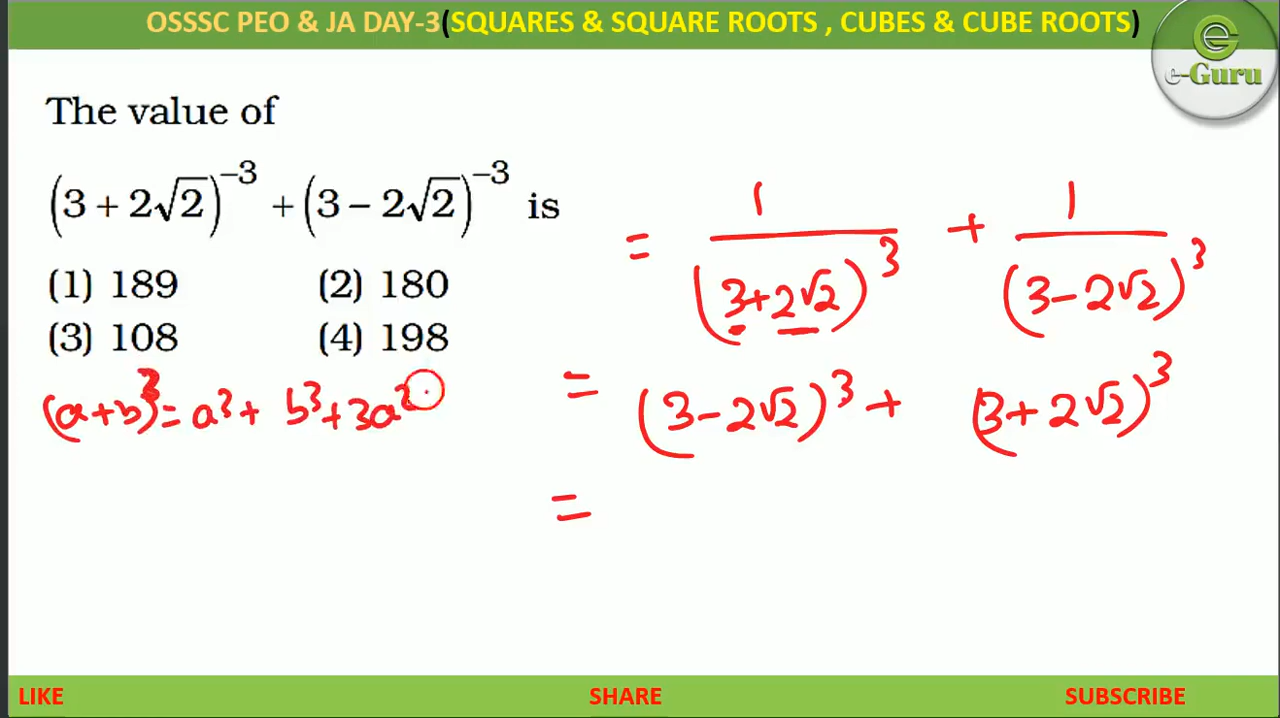 OSSSC PEO & JA DAY-3(SQUARES & SQUARE ROOTS , CUBES & CUBE ROOTS)
e-Guru
The value of
(3 + 2√2)⁻³ + (3 − 2√2)⁻³ is
(1) 189 (2) 180
(3) 108 (4) 198
(a+b)³ = a³ + b³ + 3a²
= 1/(3+2√2)³ + 1/(3−2√2)³
= (3−2√2)³ + (3+2√2)³
=
LIKE SHARE SUBSCRIBE